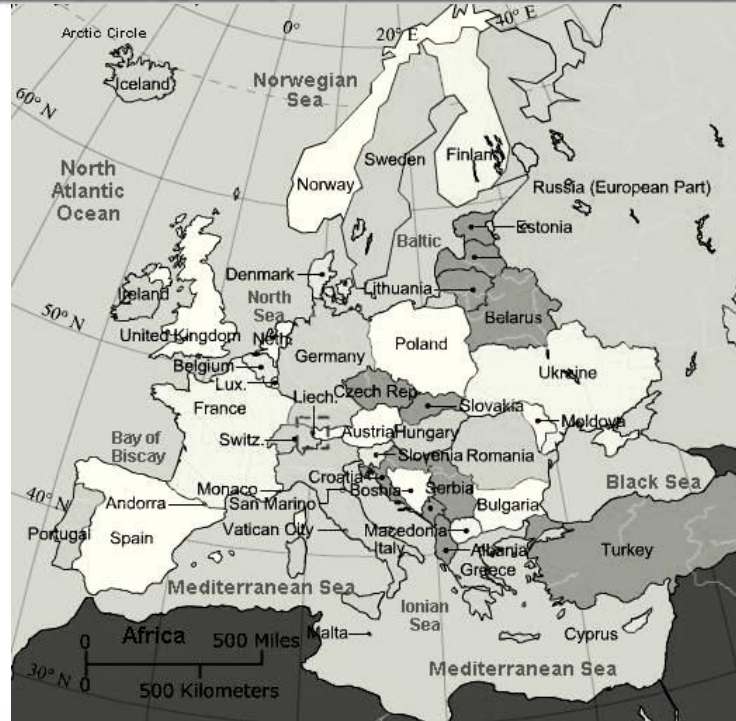 Arctic Circle
0°
20° E
40° E
Iceland
Norwegian
Sea
60° N
North
Atlantic
Ocean
Sweden
Finland
Norway
Russia (European Part)
Estonia
Baltic
Denmark
Lithuania
Ireland
North
Sea
50° N
Belarus
United Kingdom
Neth.
Poland
Germany
Belgium
Ukraine
Lux.
Czech Rep
Liech.
France
Slovakia
Moldova
Bay of
Biscay
Switz.
Austria
Hungary
Slovenia
Romania
Croatia
Black Sea
40° N
Monaco
Bosnia
Serbia
Andorra
San Marino
Bulgaria
Portugal
Spain
Vatican City
Macedonia
Italy
Albania
Turkey
Greece
Mediterranean Sea
Ionian
Sea
Africa
0
500 Miles
Malta
Cyprus
30° N
0
500 Kilometers
Mediterranean Sea